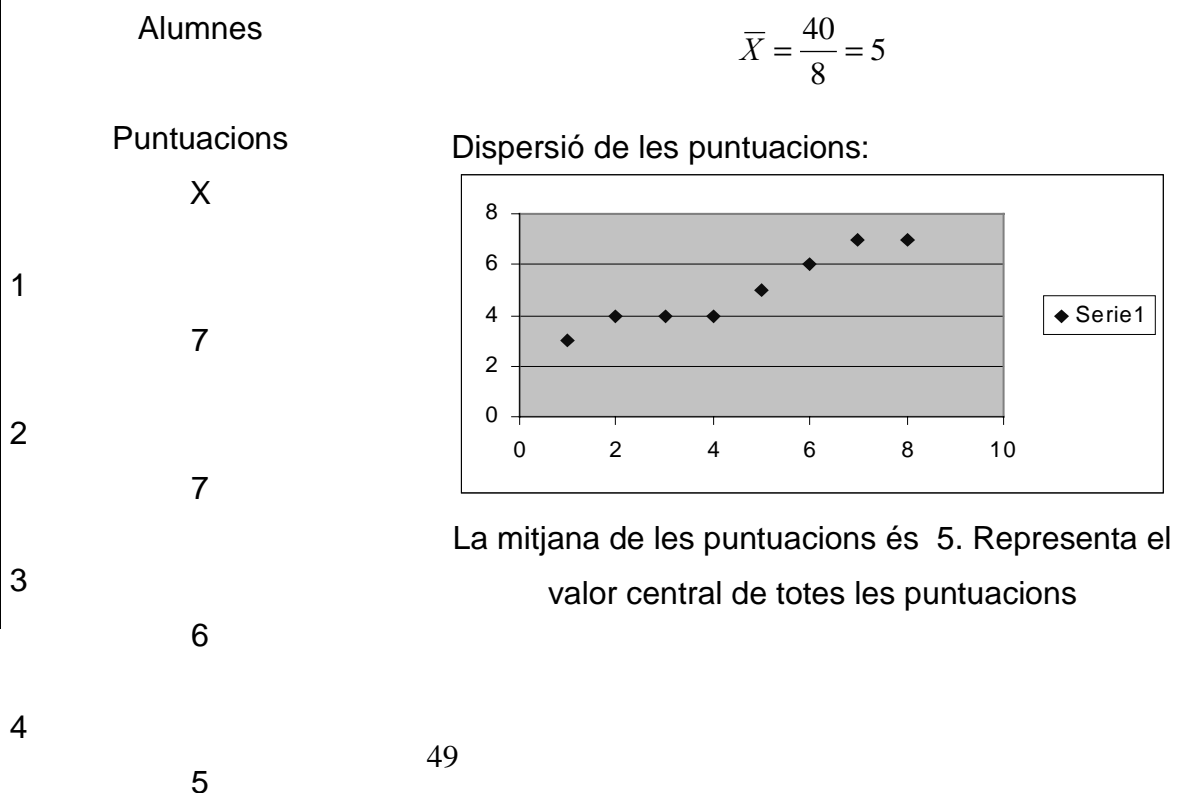 Alumnes
X̄ = 40/8 = 5
Puntuacions
X
Dispersió de les puntuacions:
8
6
4
2
0
0 2 4 6 8 10
Serie1
1
7
2
7
3
6
4
5
La mitjana de les puntuacions és 5. Representa el
valor central de totes les puntuacions
49